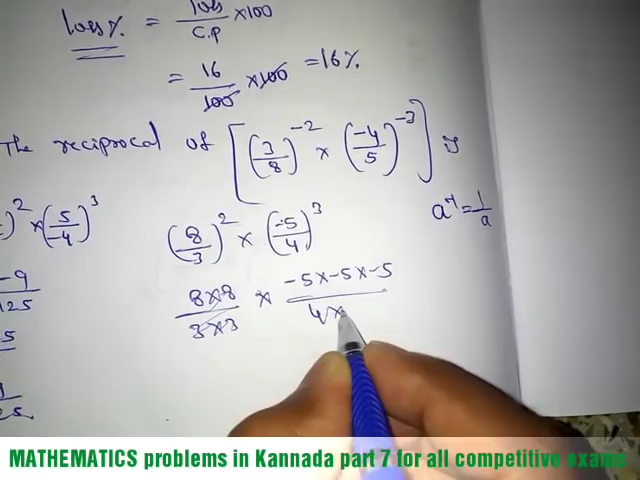 loss% = loss/C.P ×100
= 16/100 ×100 =16%
The reciprocal of [(3/8)^-2 × (-4/5)^-3] is
)^2 ×(5/-4)^3
(8/3)^2 × (-5/4)^3
a^-1 = 1/a
-9
125
8×8/3×3 × -5×-5×-5/4×
5
25
MATHEMATICS problems in Kannada part 7 for all competitive exams